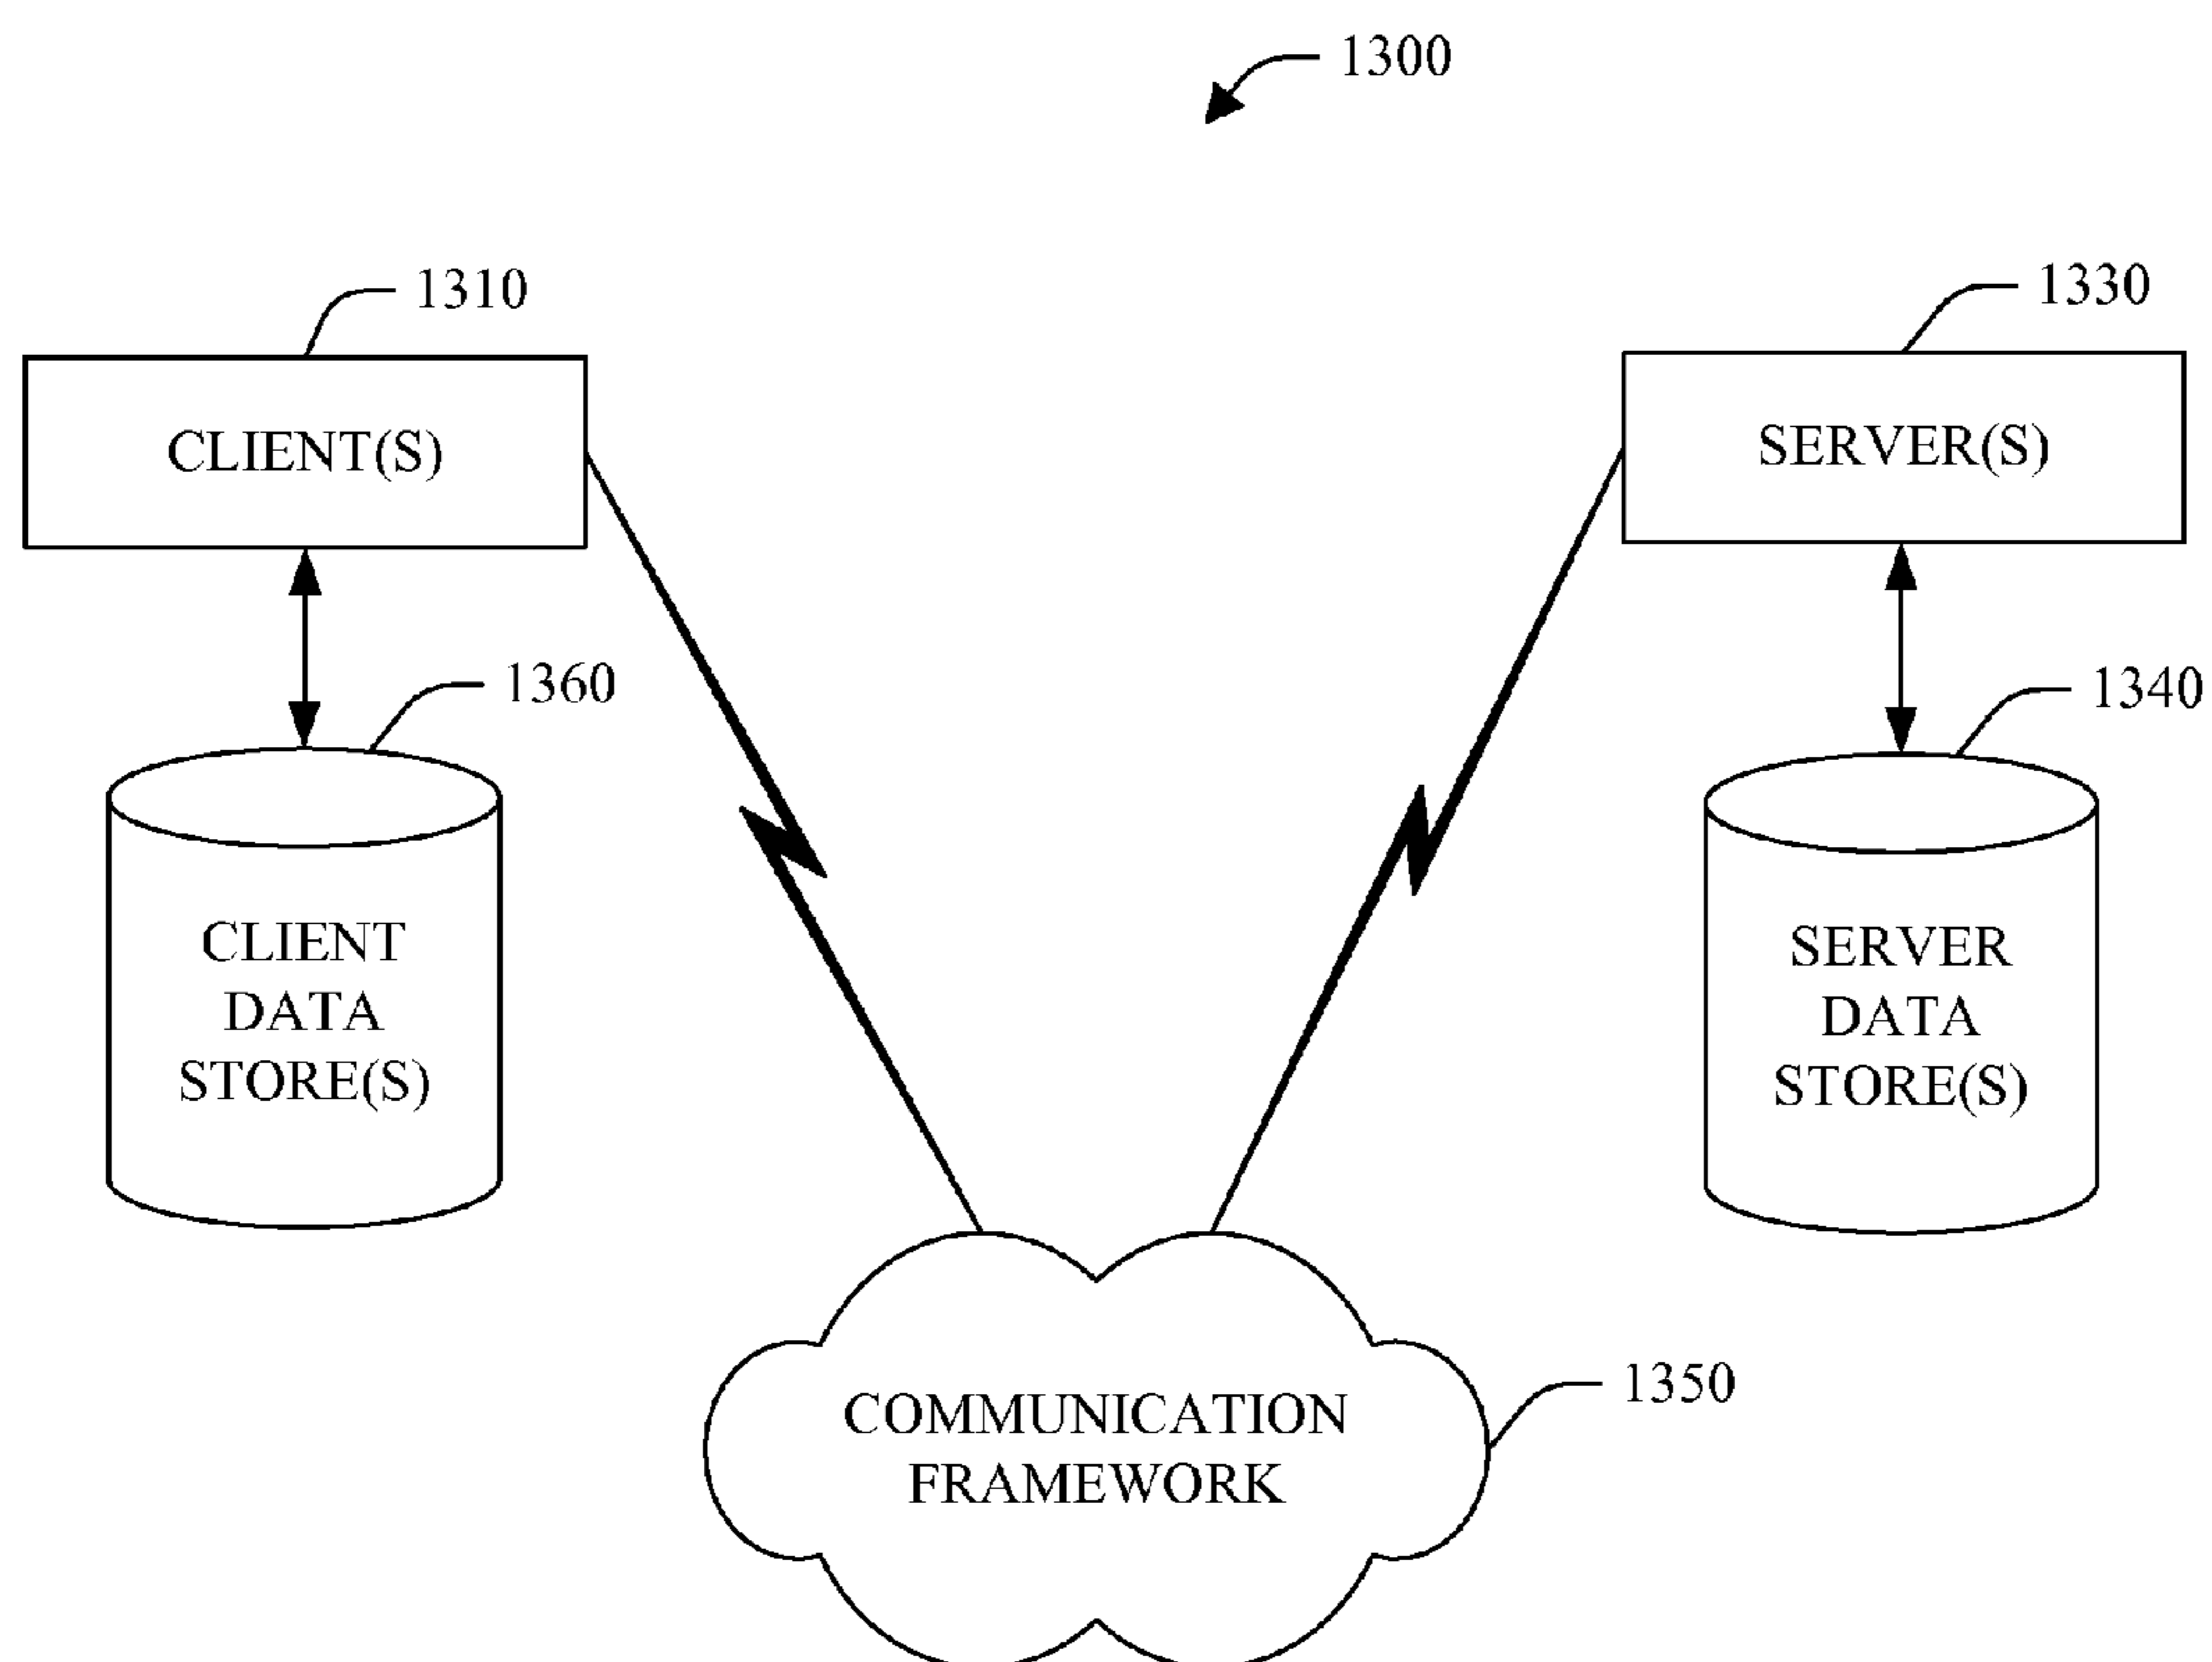 1300
1310
1330
CLIENT(S)
SERVER(S)
1360
1340
CLIENT
DATA
STORE(S)
SERVER
DATA
STORE(S)
1350
COMMUNICATION
FRAMEWORK